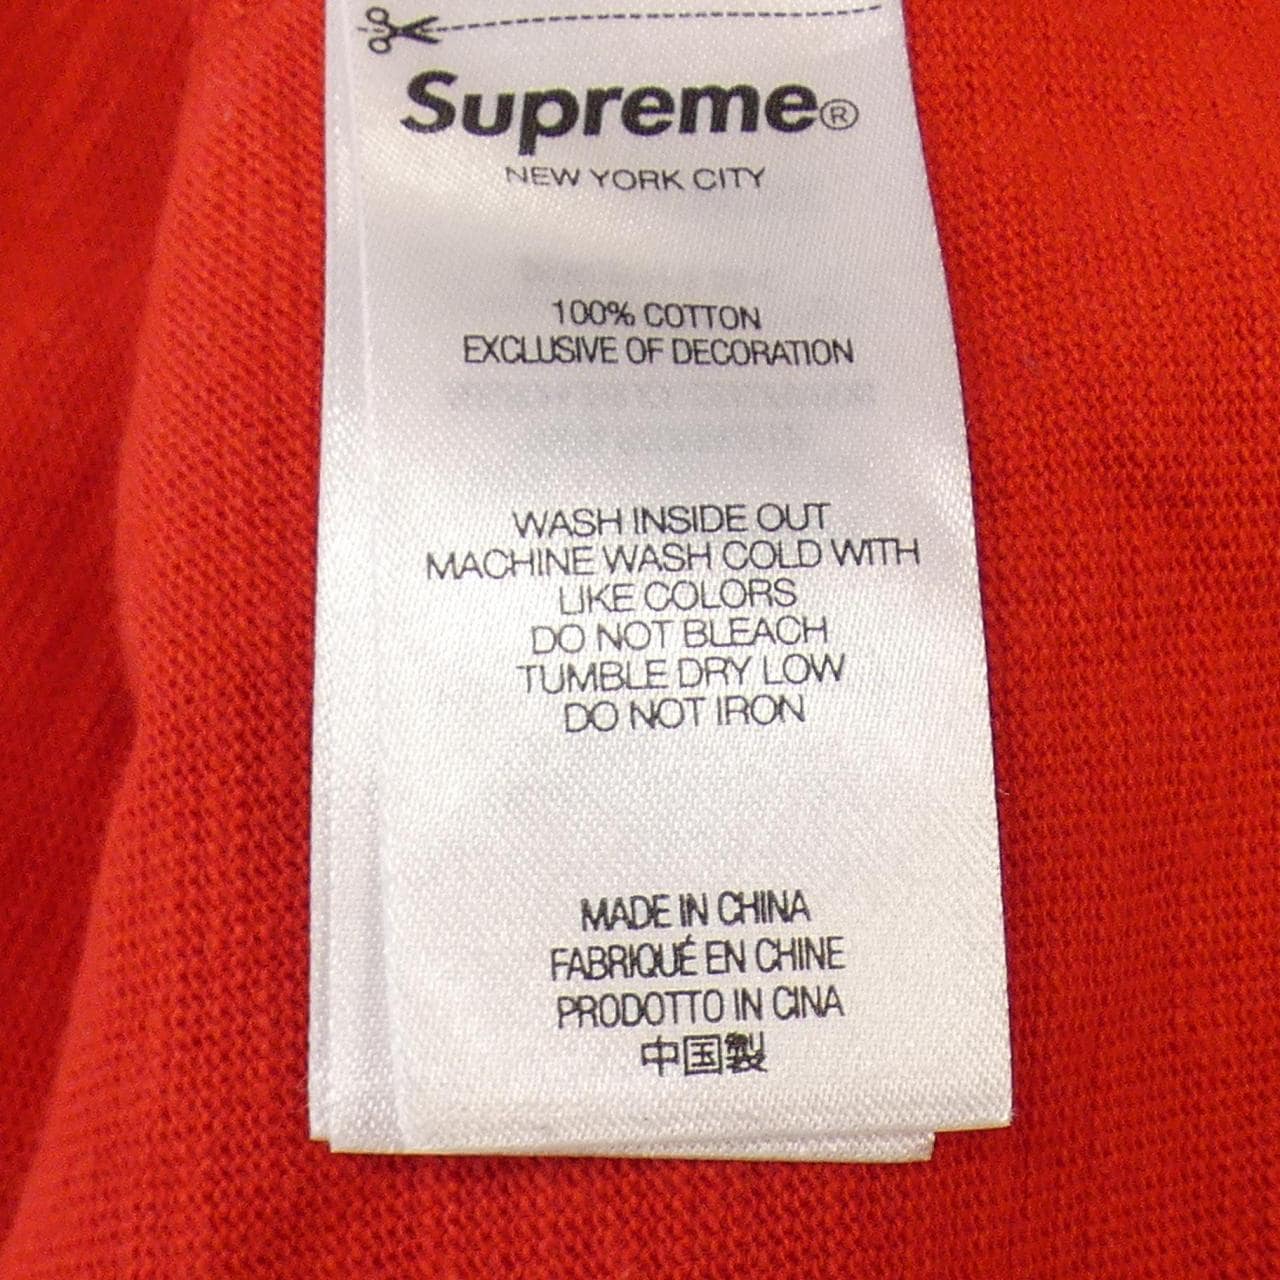 Supreme®
NEW YORK CITY
100% COTTON
EXCLUSIVE OF DECORATION
WASH INSIDE OUT
MACHINE WASH COLD WITH
LIKE COLORS
DO NOT BLEACH
TUMBLE DRY LOW
DO NOT IRON
MADE IN CHINA
FABRIQUÉ EN CHINE
PRODOTTO IN CINA
中国製